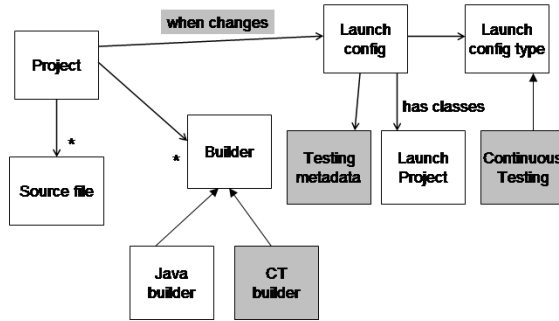 when changes
Launch
config
Launch
config type
Project
has classes
*
*
Builder
Source file
Testing
metadata
Launch
Project
Continuous
Testing
Java
builder
CT
builder